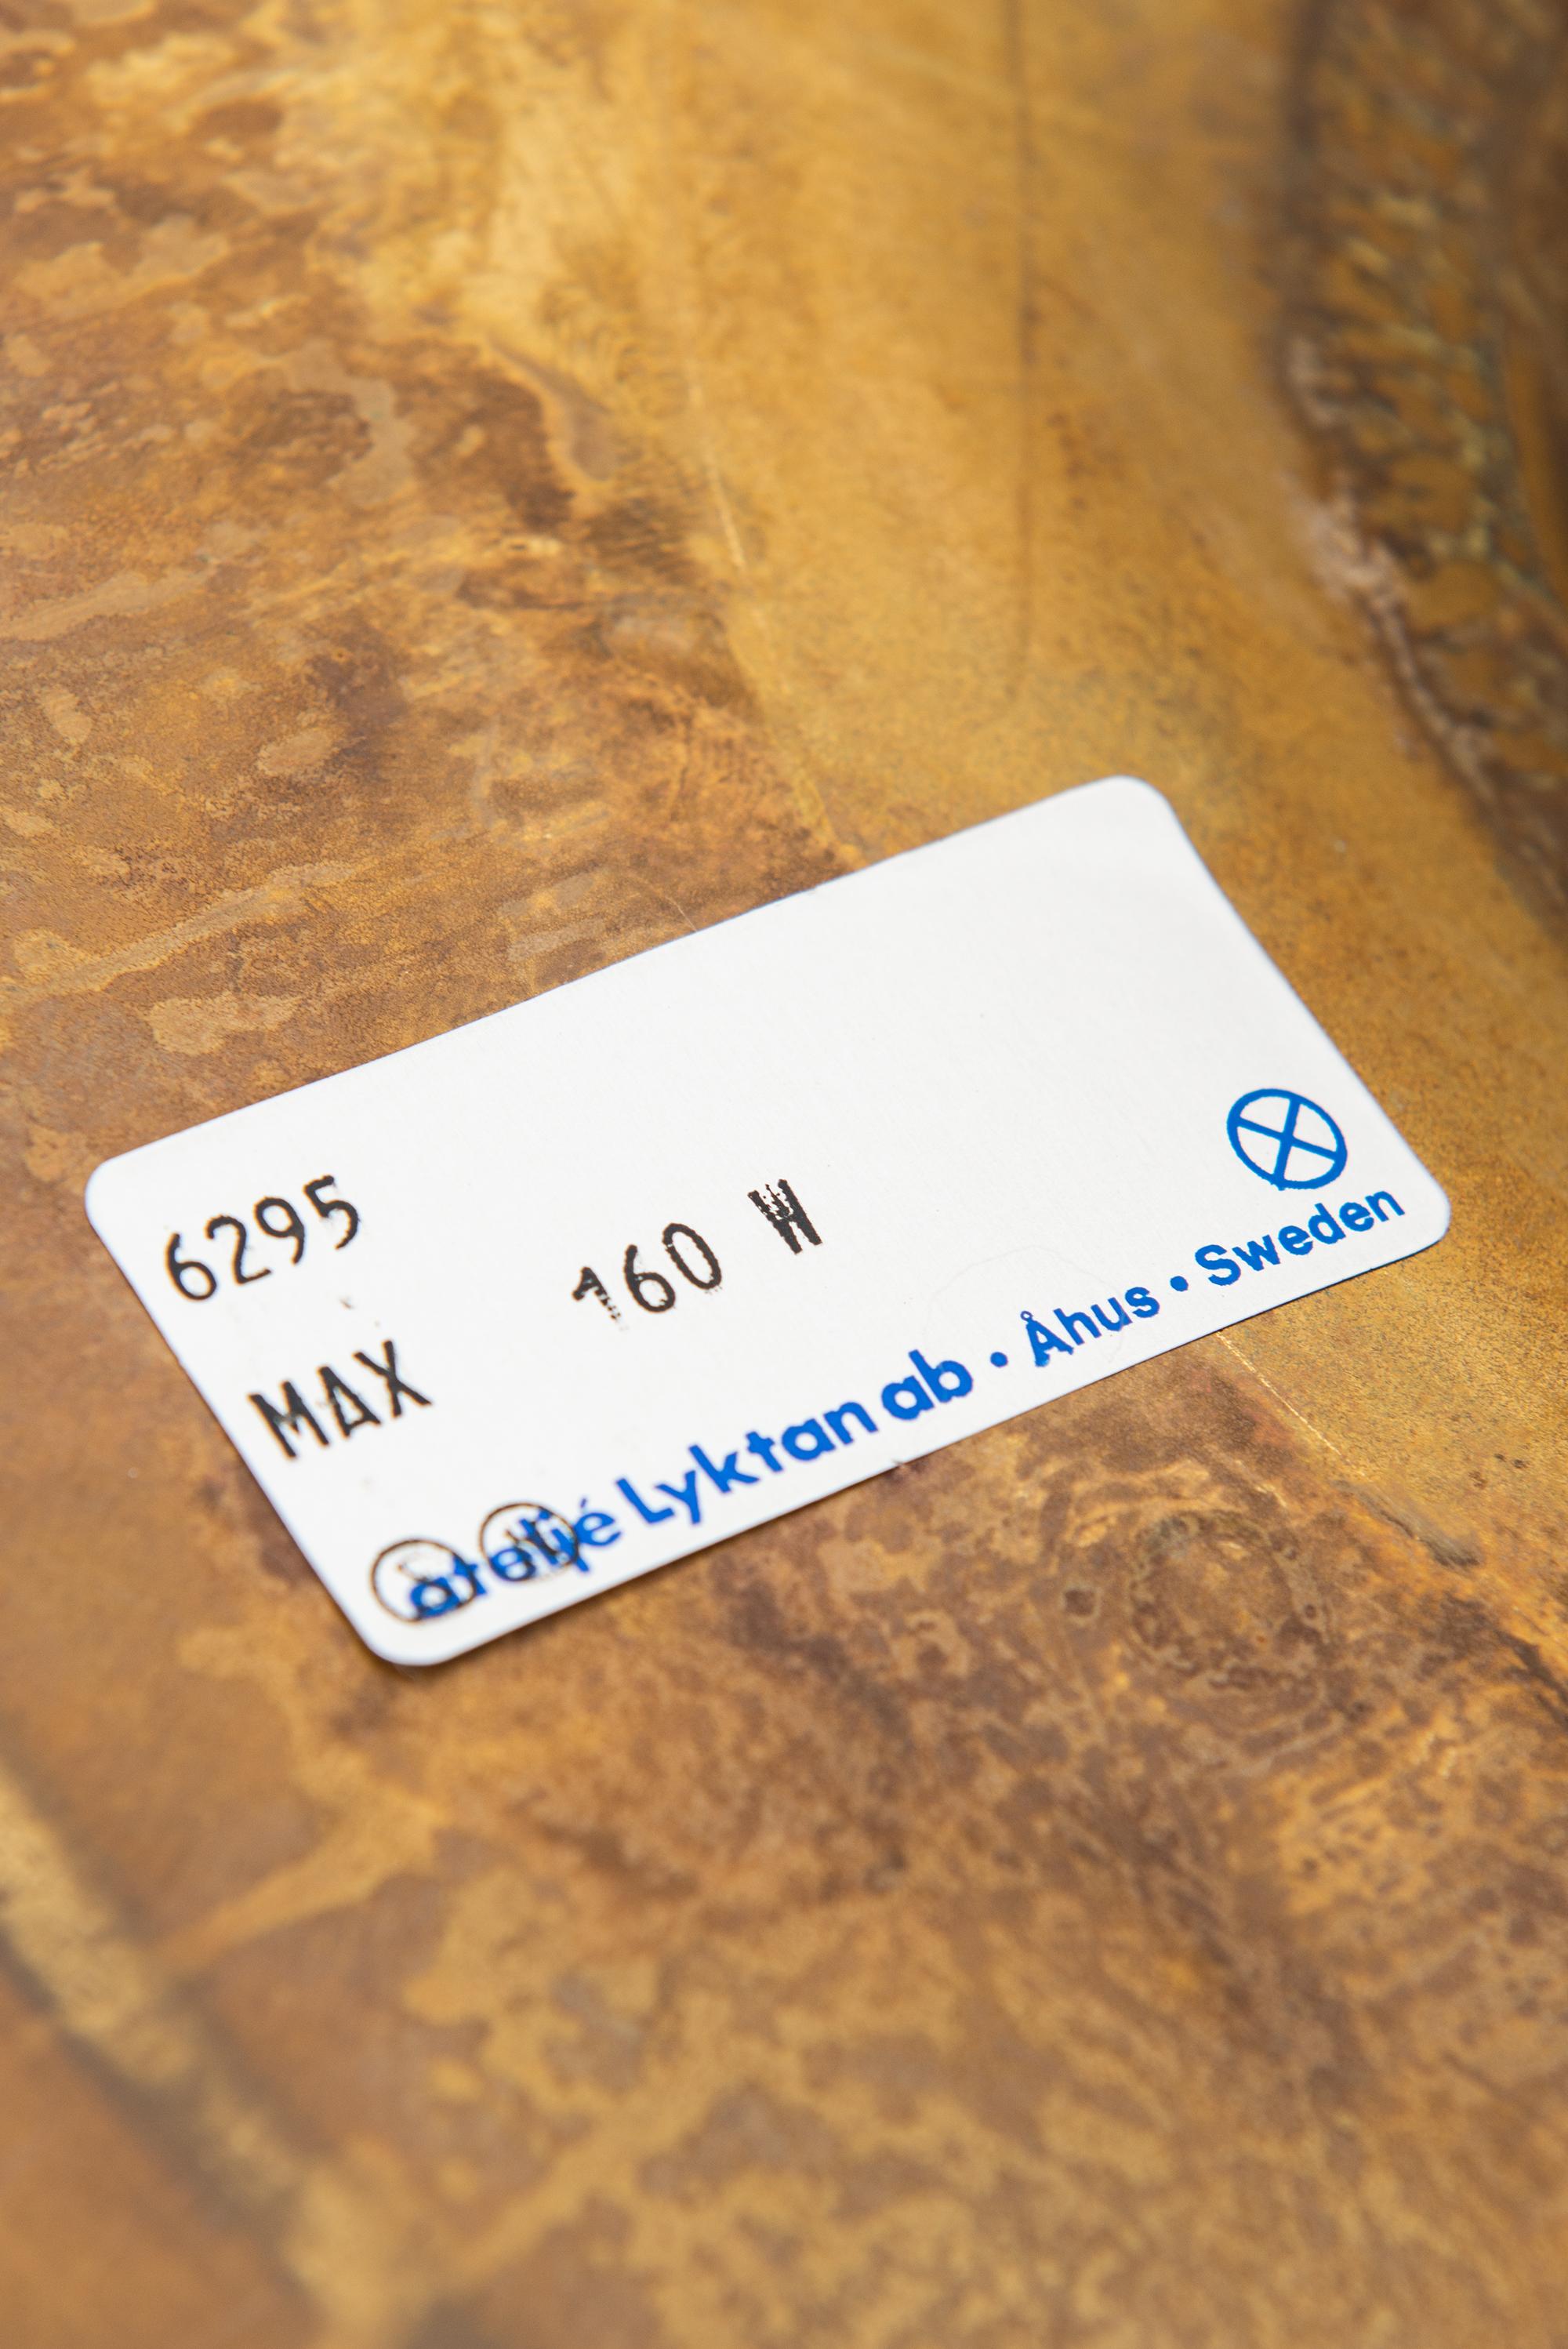 6295
MAX 160 W
ateljé Lyktan ab • Åhus • Sweden